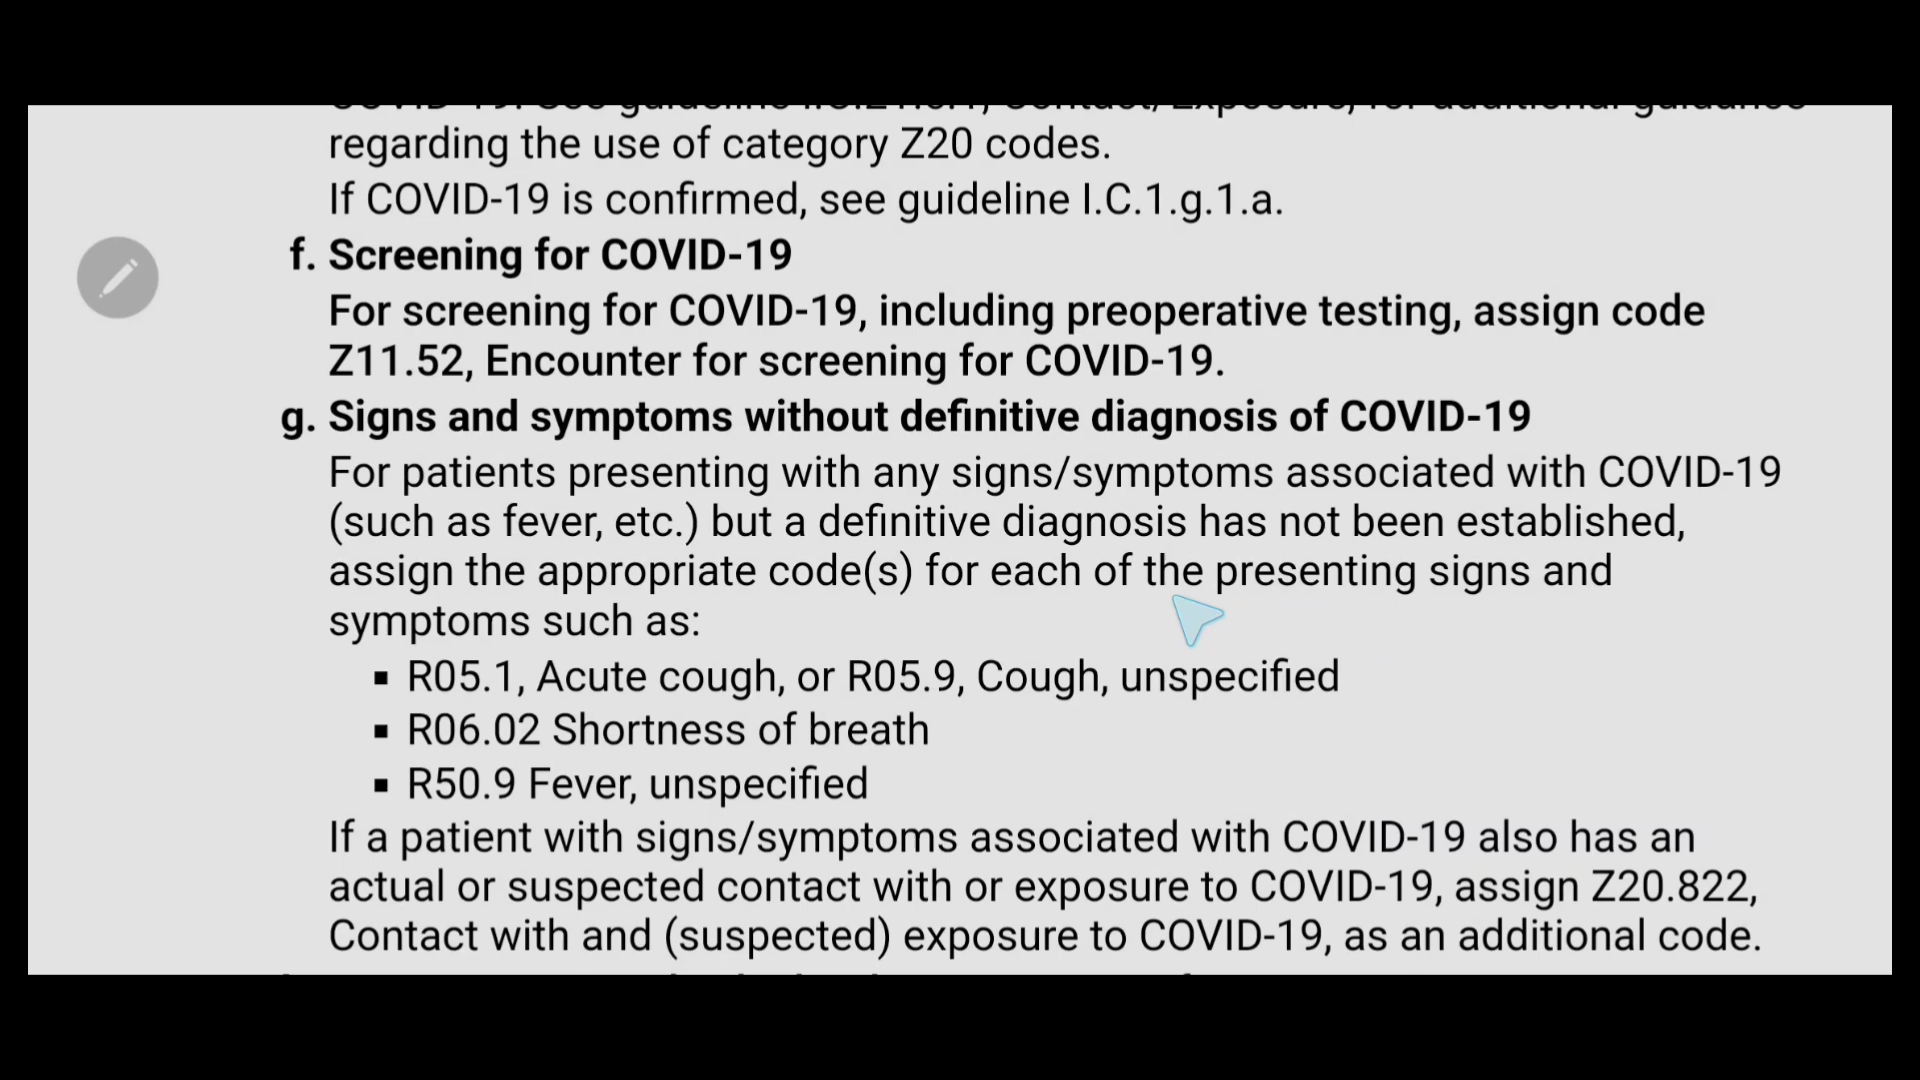 regarding the use of category Z20 codes.
If COVID-19 is confirmed, see guideline I.C.1.g.1.a.
f. Screening for COVID-19
For screening for COVID-19, including preoperative testing, assign code
Z11.52, Encounter for screening for COVID-19.
g. Signs and symptoms without definitive diagnosis of COVID-19
For patients presenting with any signs/symptoms associated with COVID-19
(such as fever, etc.) but a definitive diagnosis has not been established,
assign the appropriate code(s) for each of the presenting signs and
symptoms such as:
▪ R05.1, Acute cough, or R05.9, Cough, unspecified
▪ R06.02 Shortness of breath
▪ R50.9 Fever, unspecified
If a patient with signs/symptoms associated with COVID-19 also has an
actual or suspected contact with or exposure to COVID-19, assign Z20.822,
Contact with and (suspected) exposure to COVID-19, as an additional code.